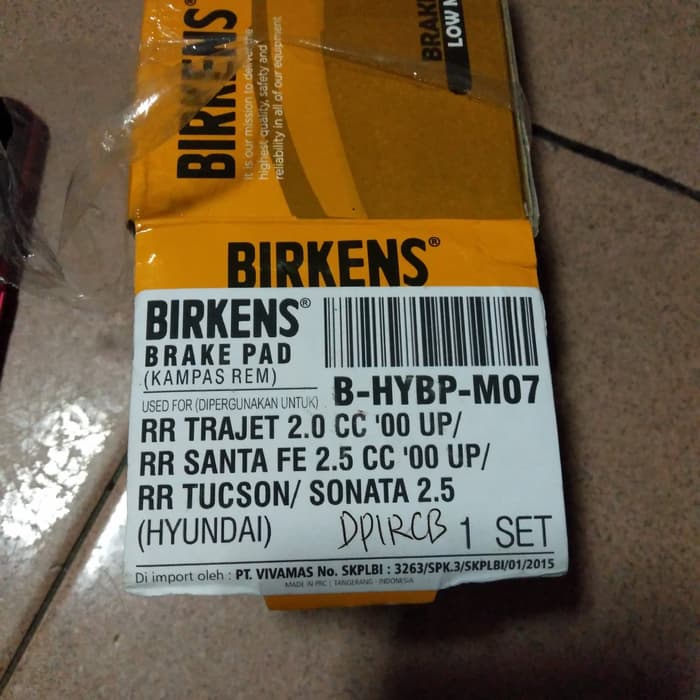 BIRKENS®
It is our mission to deliver the
highest quality, safety and
reliability in all of our equipment
LOW
BIRKENS®
BIRKENS®
BRAKE PAD
(KAMPAS REM)
B-HYBP-M07
USED FOR (DIPERGUNAKAN UNTUK)
RR TRAJET 2.0 CC '00 UP/
RR SANTA FE 2.5 CC '00 UP/
RR TUCSON/ SONATA 2.5
(HYUNDAI)
DPIRCB 1 SET
Di import oleh : PT. VIVAMAS No. SKPLBI : 3263/SPK.3/SKPLBI/01/2015
MADE IN PRC | TANGERANG - INDONESIA